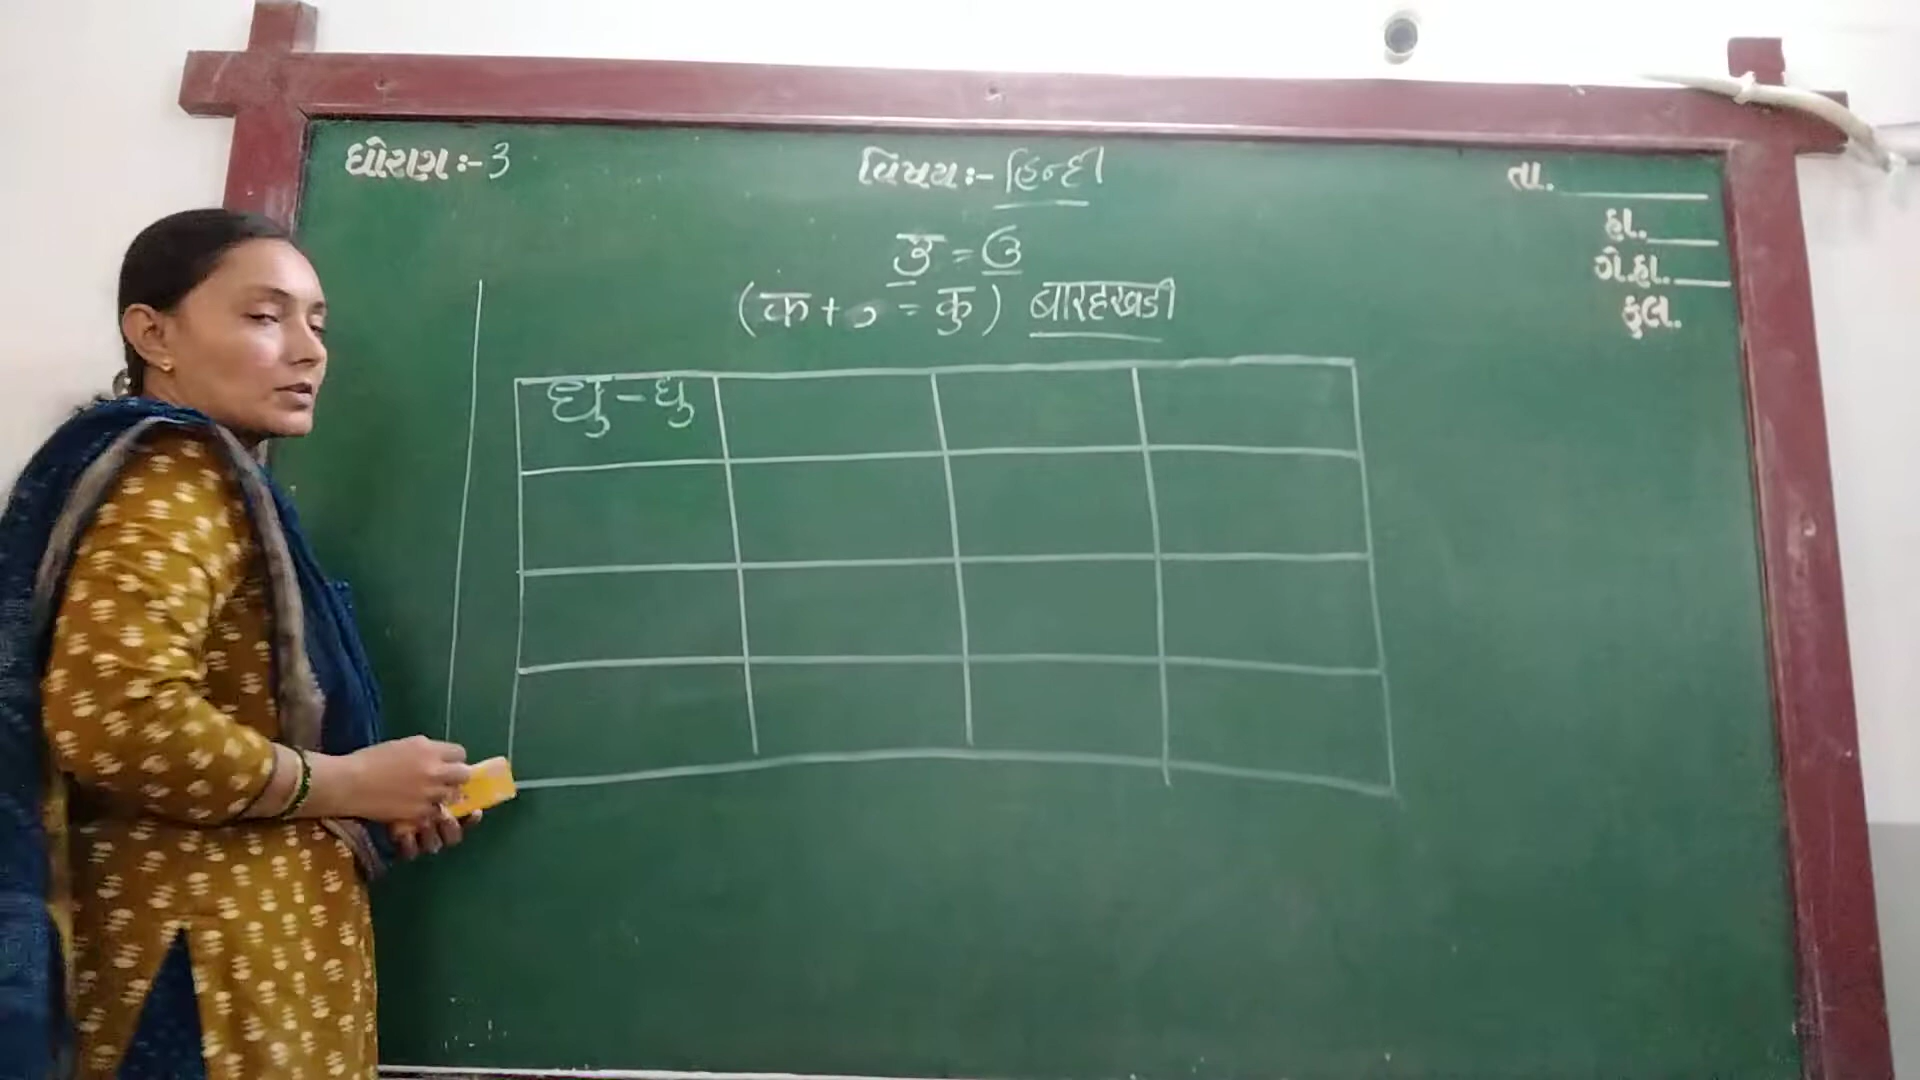 ધોરણ :- 3
વિષય :- हिन्दी
તા.
હા.
ગે.હા.
કુલ.
उ = ઉ
(क + ु = कु) बारहखडी
घु - ઘુ